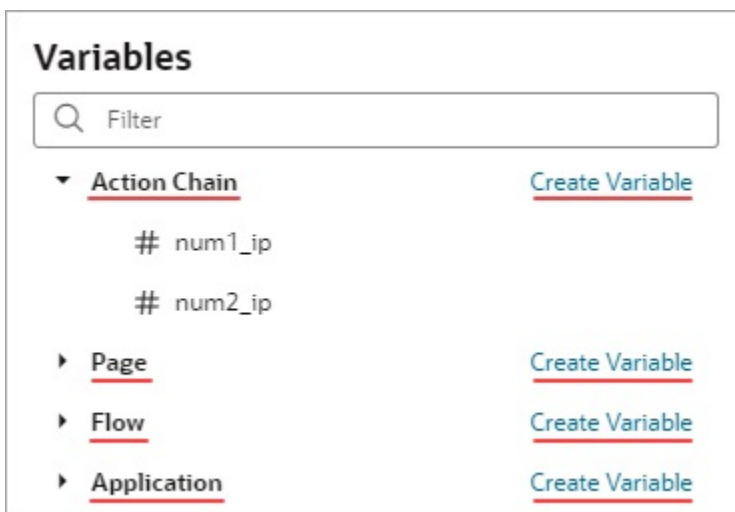 Variables
Filter
Action Chain Create Variable
# num1_ip
# num2_ip
Page Create Variable
Flow Create Variable
Application Create Variable